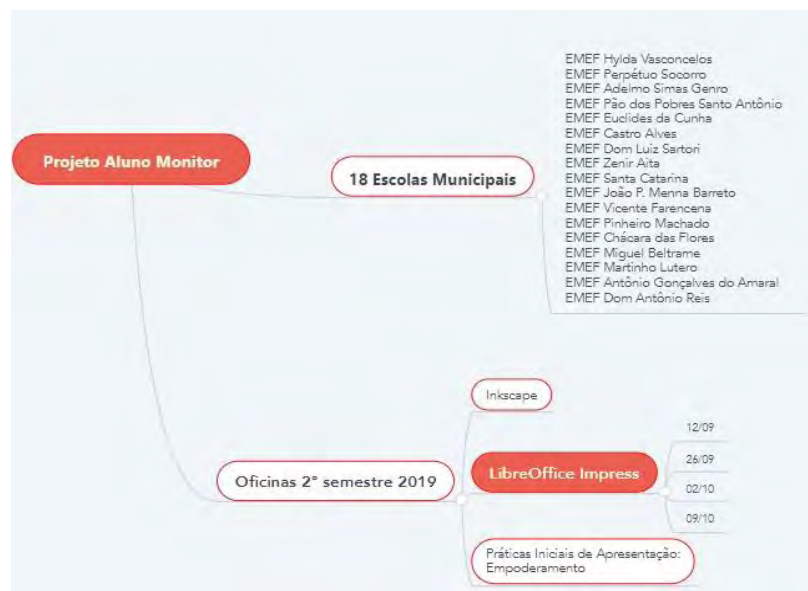 Projeto Aluno Monitor
18 Escolas Municipais
EMEF Hylda Vasconcelos
EMEF Perpétuo Socorro
EMEF Adelmo Simas Genro
EMEF Pão dos Pobres Santo Antônio
EMEF Euclides da Cunha
EMEF Castro Alves
EMEF Dom Luiz Sartori
EMEF Zenir Aita
EMEF Santa Catarina
EMEF João P. Menna Barreto
EMEF Vicente Farencena
EMEF Pinheiro Machado
EMEF Chácara das Flores
EMEF Miguel Beltrame
EMEF Martinho Lutero
EMEF Antônio Gonçalves do Amaral
EMEF Dom Antônio Reis
Oficinas 2° semestre 2019
Inkscape
LibreOffice Impress
12/09
26/09
02/10
09/10
Práticas Iniciais de Apresentação:
Empoderamento